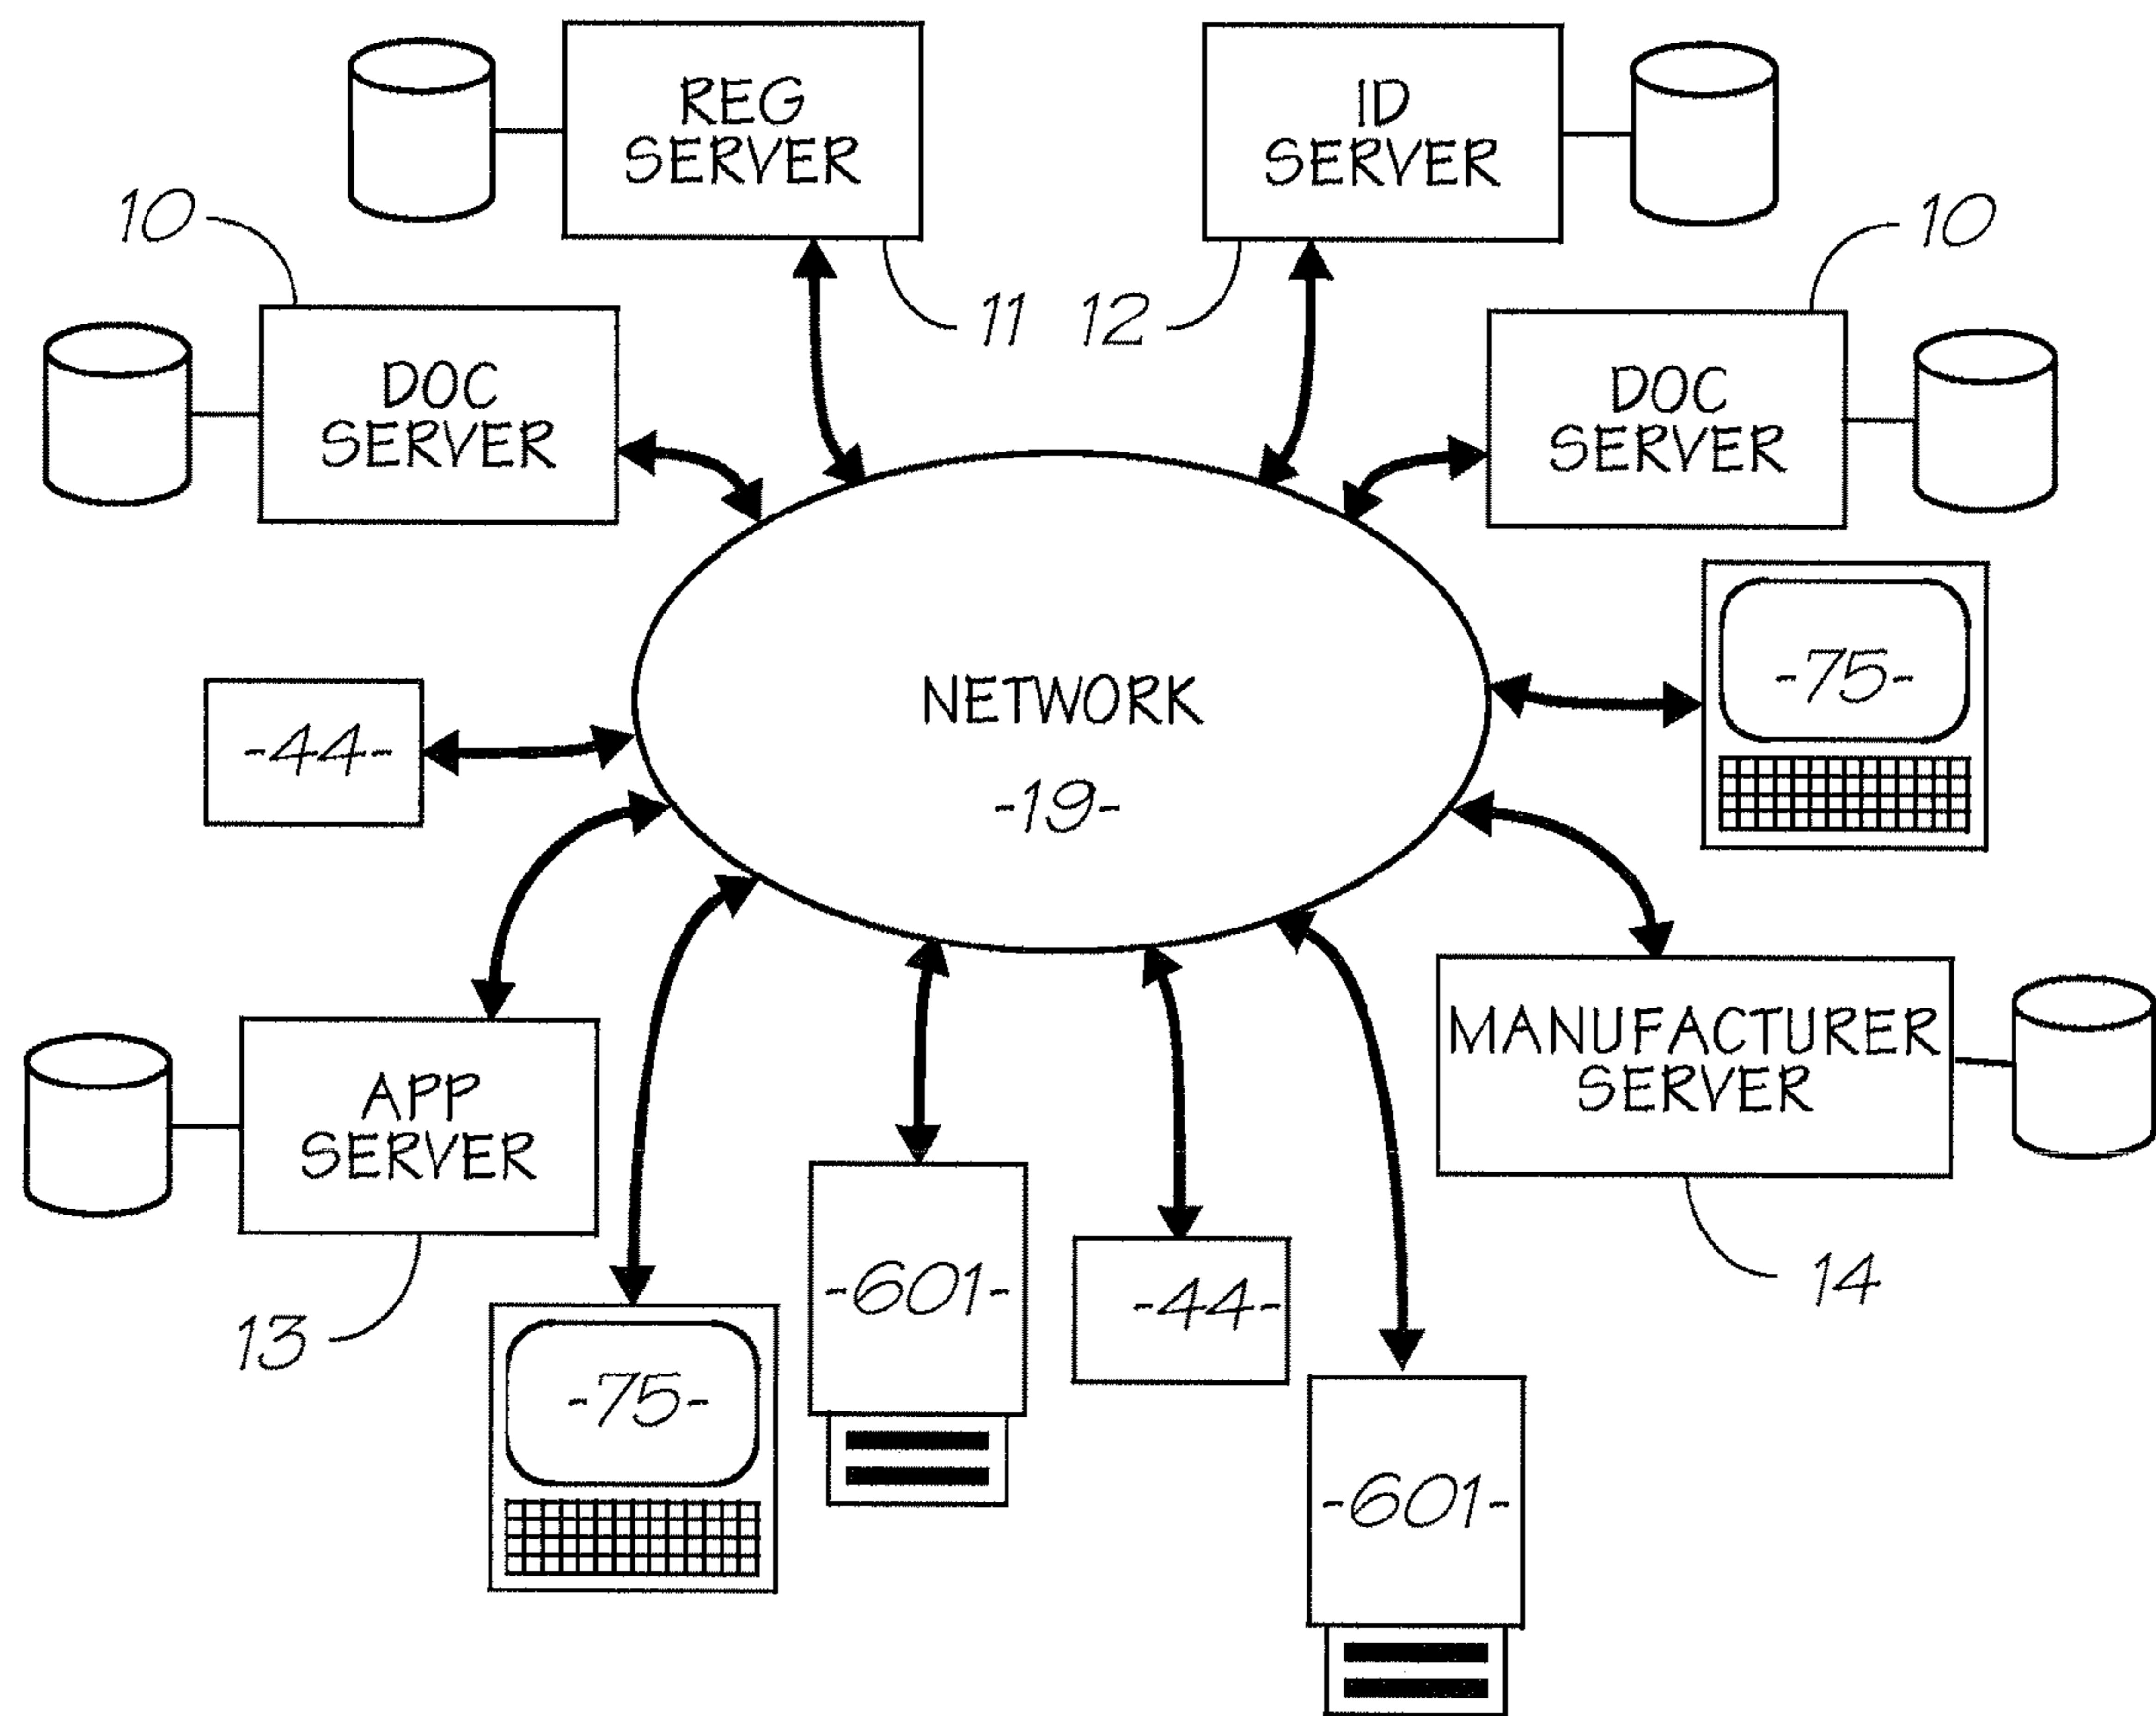 REG
SERVER
ID
SERVER
10
10
11
12
DOC
SERVER
DOC
SERVER
-75-
NETWORK
-19-
-44-
MANUFACTURER
SERVER
APP
SERVER
-601-
-44-
14
13
-75-
-601-